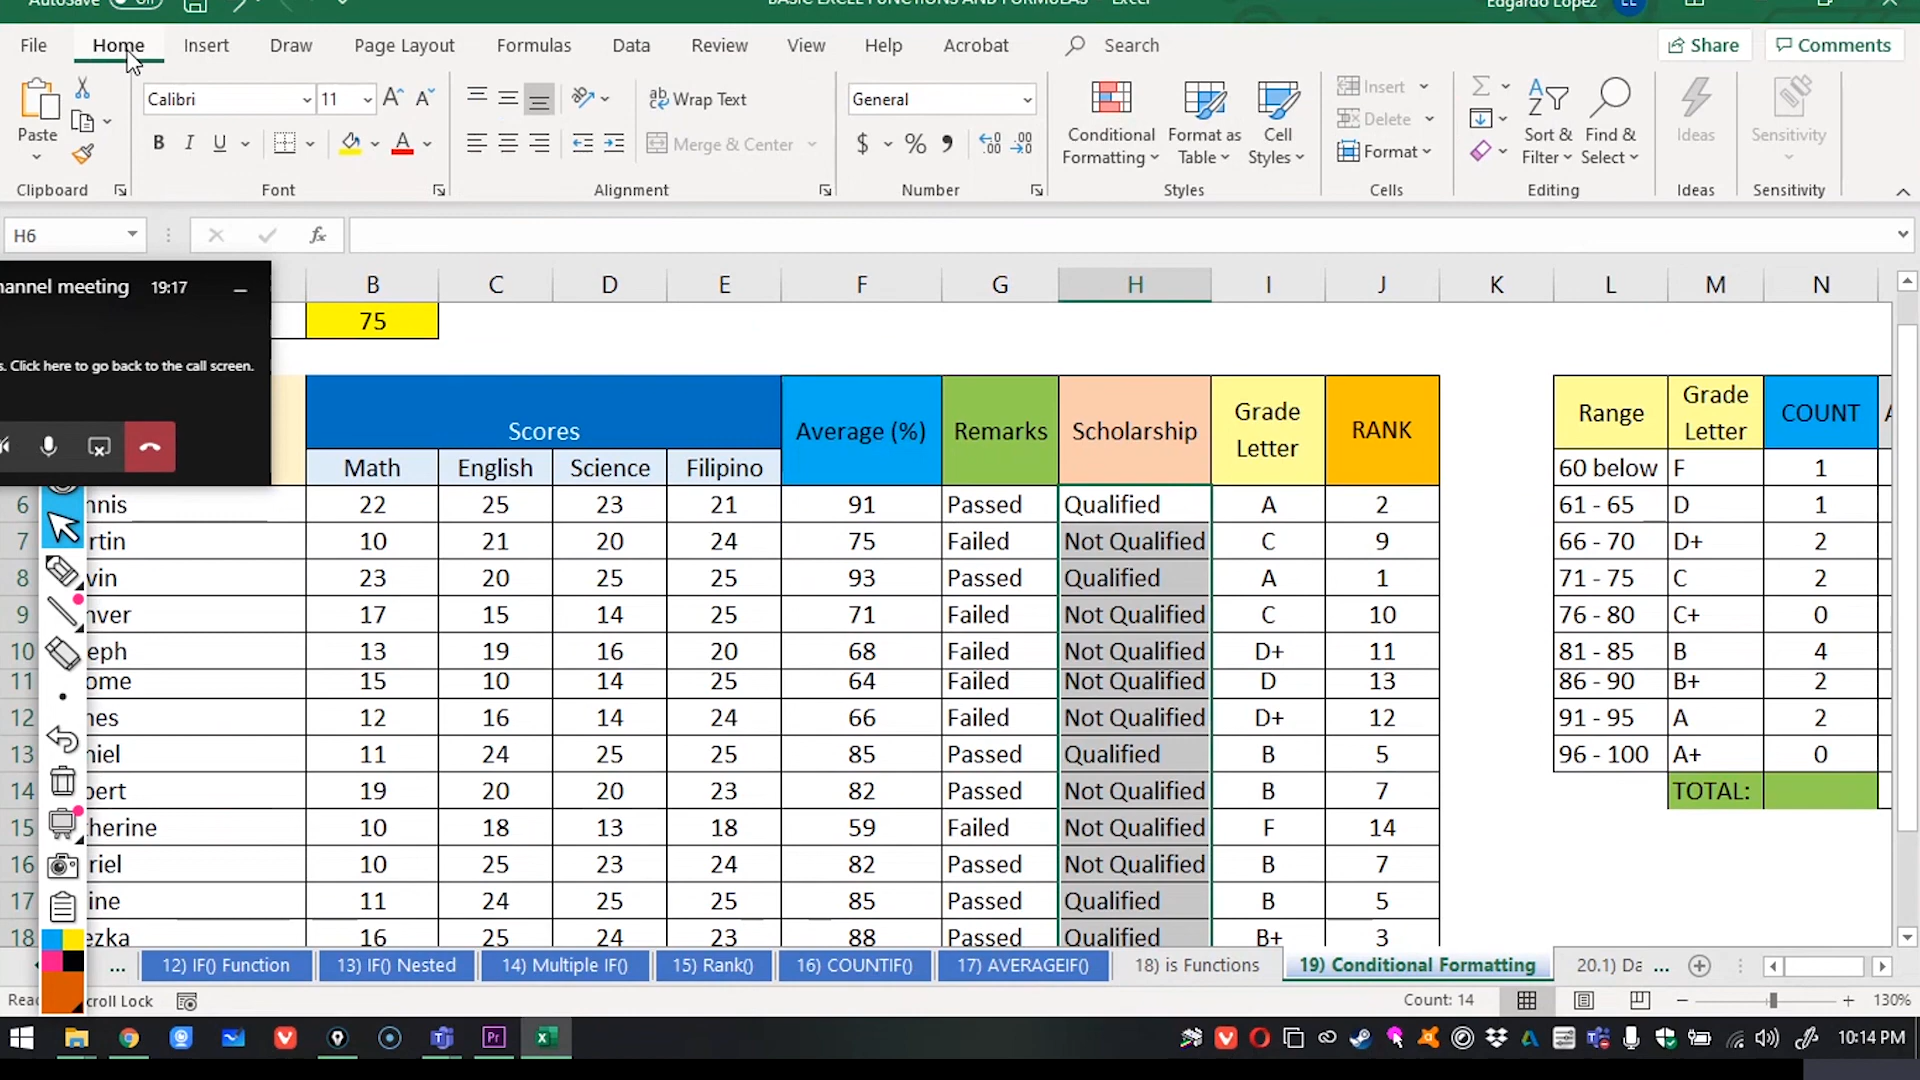 AutoSave Off BASIC EXCEL FUNCTIONS AND FORMULAS - Excel Edgardo Lopez EL
File Home Insert Draw Page Layout Formulas Data Review View Help Acrobat Search Share Comments
Calibri 11 Wrap Text General Insert
Paste B I U Merge & Center $ % Conditional Formatting Format as Table Cell Styles Delete Format Sort & Filter Find & Select Ideas Sensitivity
Clipboard Font Alignment Number Styles Cells Editing Ideas Sensitivity
H6 fx
hannel meeting 19:17
B C D E F G H I J K L M N
75
s. Click here to go back to the call screen.
Scores Average (%) Remarks Scholarship Grade Letter RANK Range Grade Letter COUNT
Math English Science Filipino 60 below F 1
6 nnis 22 25 23 21 91 Passed Qualified A 2 61 - 65 D 1
7 rtin 10 21 20 24 75 Failed Not Qualified C 9 66 - 70 D+ 2
8 vin 23 20 25 25 93 Passed Qualified A 1 71 - 75 C 2
9 nver 17 15 14 25 71 Failed Not Qualified C 10 76 - 80 C+ 0
10 eph 13 19 16 20 68 Failed Not Qualified D+ 11 81 - 85 B 4
11 ome 15 10 14 25 64 Failed Not Qualified D 13 86 - 90 B+ 2
12 nes 12 16 14 24 66 Failed Not Qualified D+ 12 91 - 95 A 2
13 niel 11 24 25 25 85 Passed Qualified B 5 96 - 100 A+ 0
14 bert 19 20 20 23 82 Passed Not Qualified B 7 TOTAL:
15 therine 10 18 13 18 59 Failed Not Qualified F 14
16 riel 10 25 23 24 82 Passed Not Qualified B 7
17 ine 11 24 25 25 85 Passed Qualified B 5
18 ezka 16 25 24 23 88 Passed Qualified B+ 3
... 12) IF() Function 13) IF() Nested 14) Multiple IF() 15) Rank() 16) COUNTIF() 17) AVERAGEIF() 18) is Functions 19) Conditional Formatting 20.1) Da ...
Read croll Lock Count: 14 130%
10:14 PM